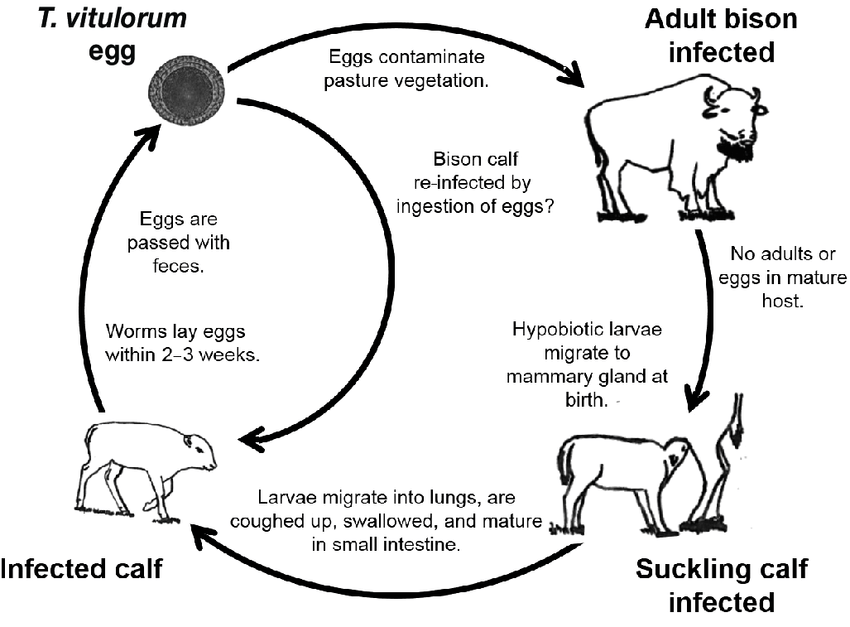 T. vitulorum
egg
Eggs contaminate
pasture vegetation.
Adult bison
infected
Bison calf
re-infected by
ingestion of eggs?
Eggs are
passed with
feces.
Worms lay eggs
within 2–3 weeks.
No adults or
eggs in mature
host.
Hypobiotic larvae
migrate to
mammary gland at
birth.
Larvae migrate into lungs, are
coughed up, swallowed, and mature
in small intestine.
Infected calf
Suckling calf
infected